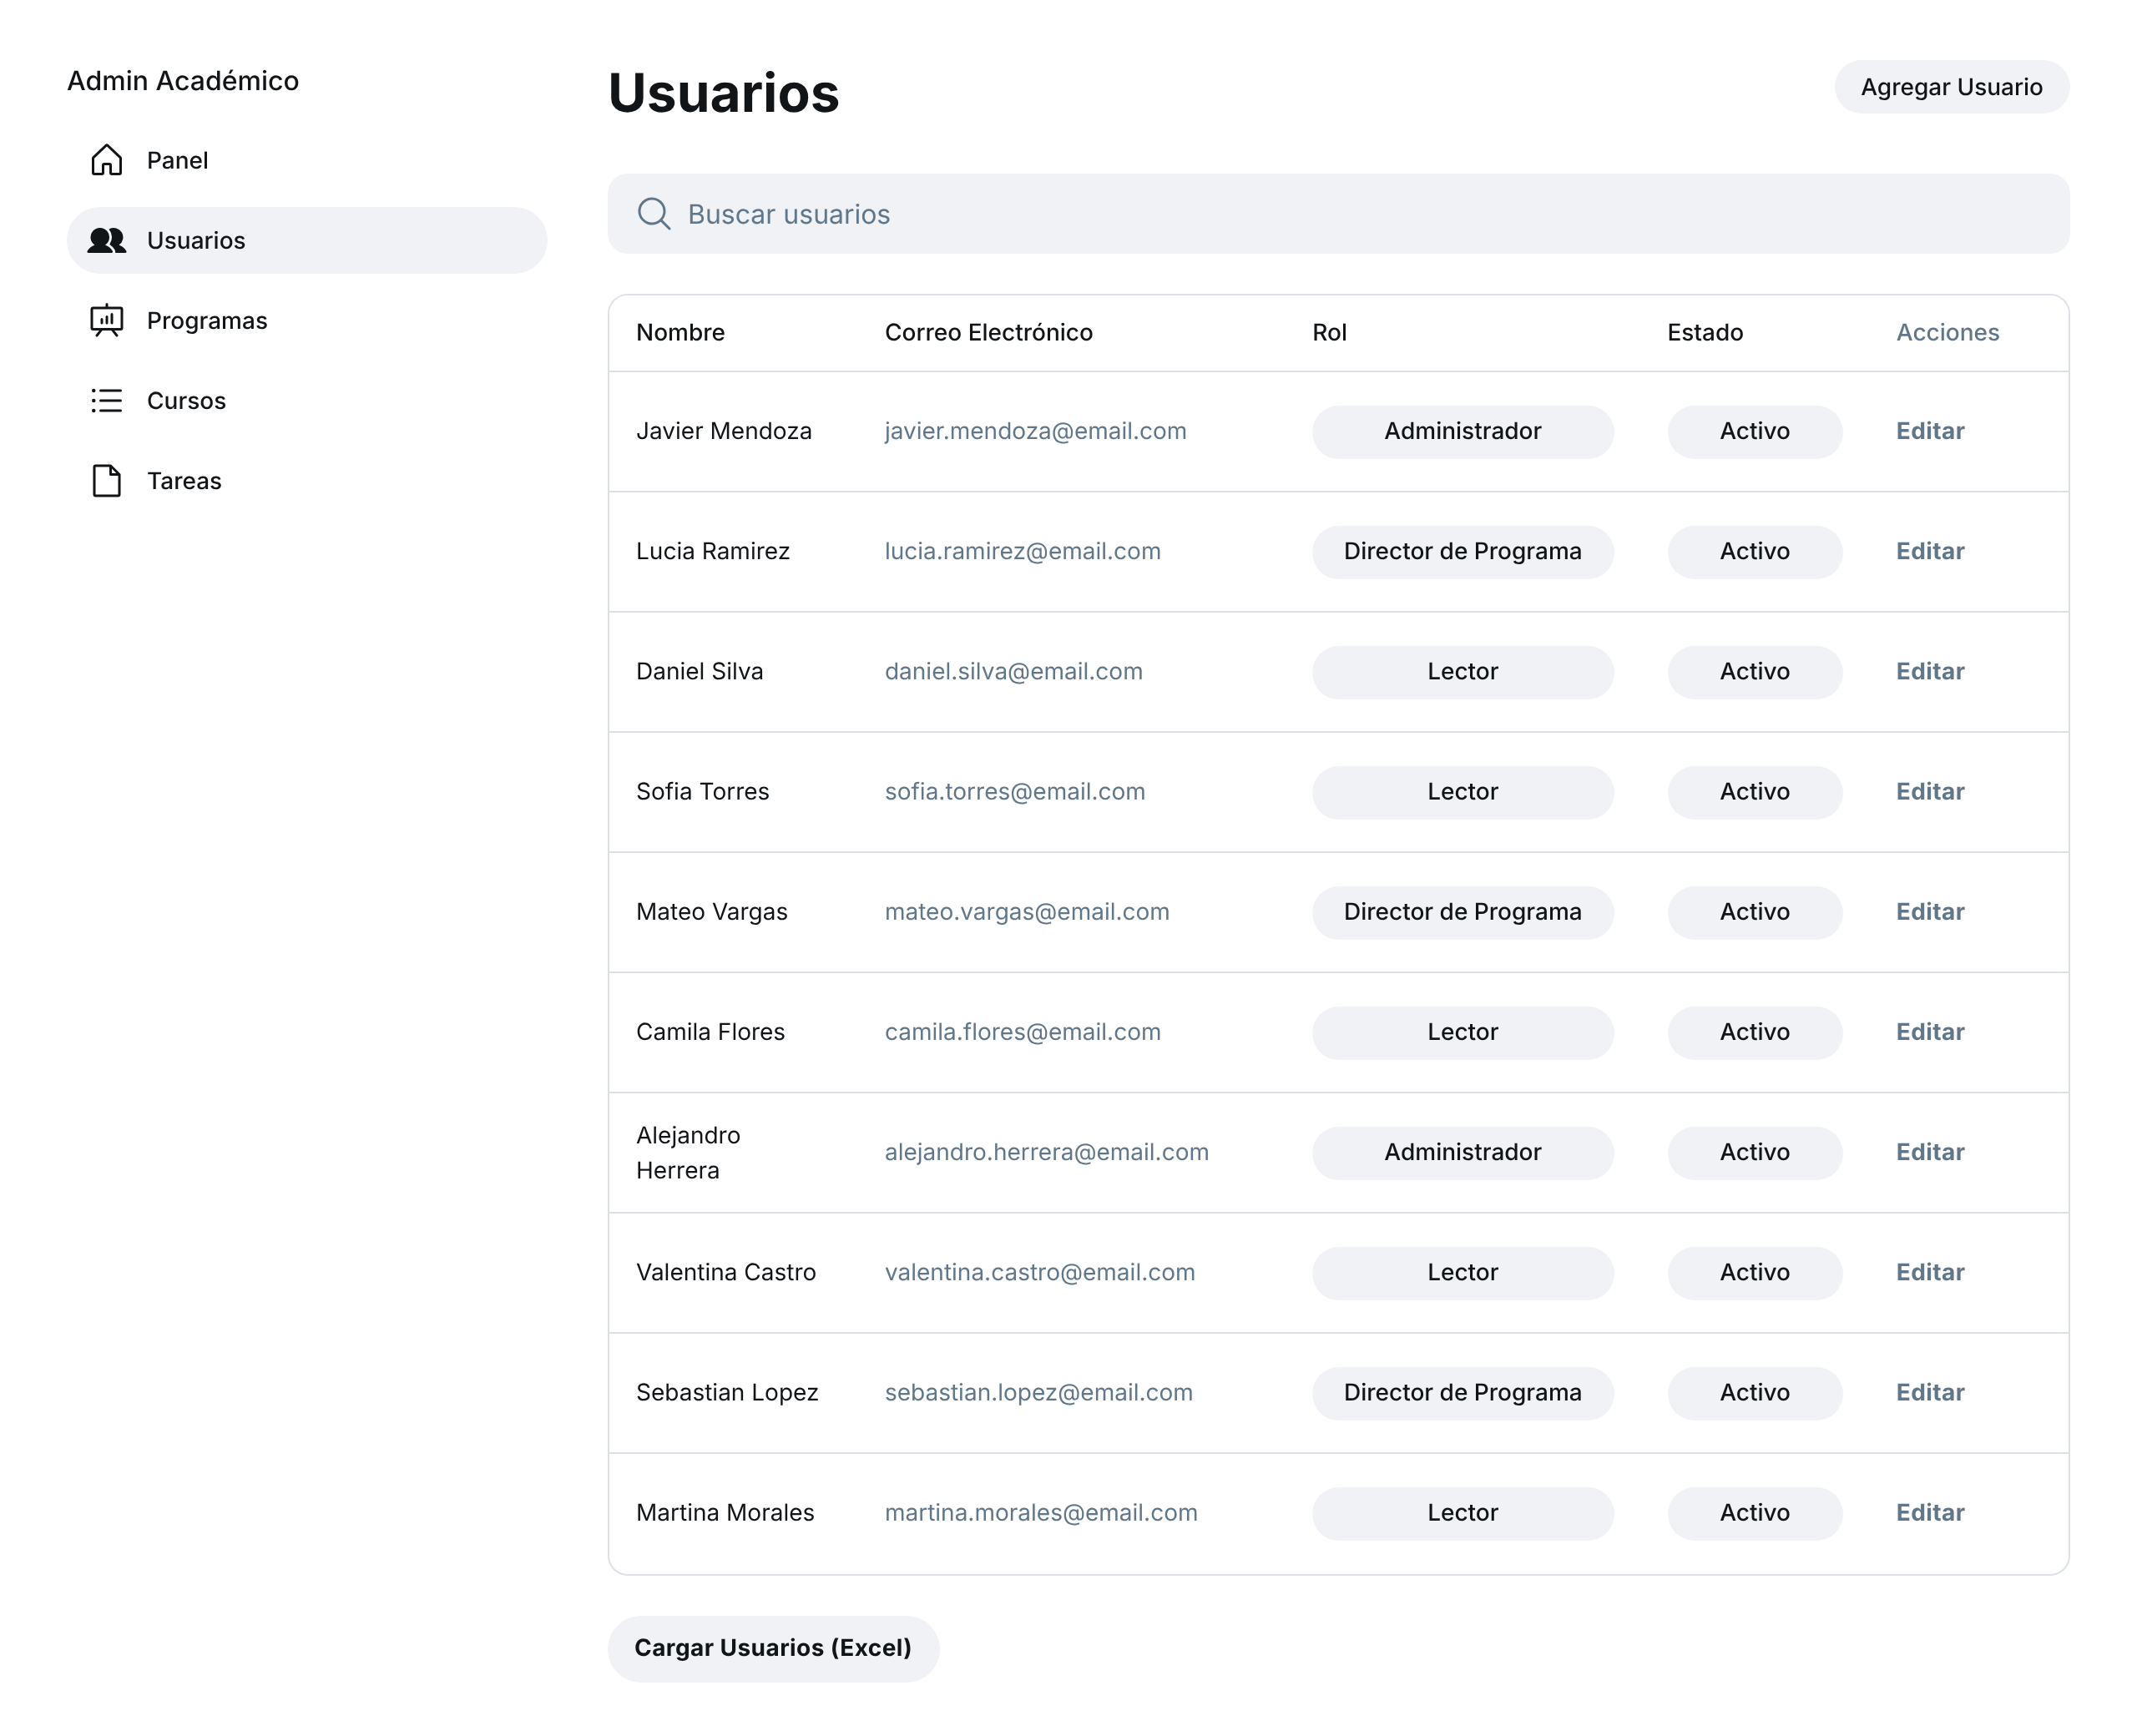 Admin Académico
Panel
Usuarios
Programas
Cursos
Tareas
Usuarios
Agregar Usuario
Buscar usuarios
Nombre Correo Electrónico Rol Estado Acciones
Javier Mendoza javier.mendoza@email.com Administrador Activo Editar
Lucia Ramirez lucia.ramirez@email.com Director de Programa Activo Editar
Daniel Silva daniel.silva@email.com Lector Activo Editar
Sofia Torres sofia.torres@email.com Lector Activo Editar
Mateo Vargas mateo.vargas@email.com Director de Programa Activo Editar
Camila Flores camila.flores@email.com Lector Activo Editar
Alejandro
Herrera alejandro.herrera@email.com Administrador Activo Editar
Valentina Castro valentina.castro@email.com Lector Activo Editar
Sebastian Lopez sebastian.lopez@email.com Director de Programa Activo Editar
Martina Morales martina.morales@email.com Lector Activo Editar
Cargar Usuarios (Excel)